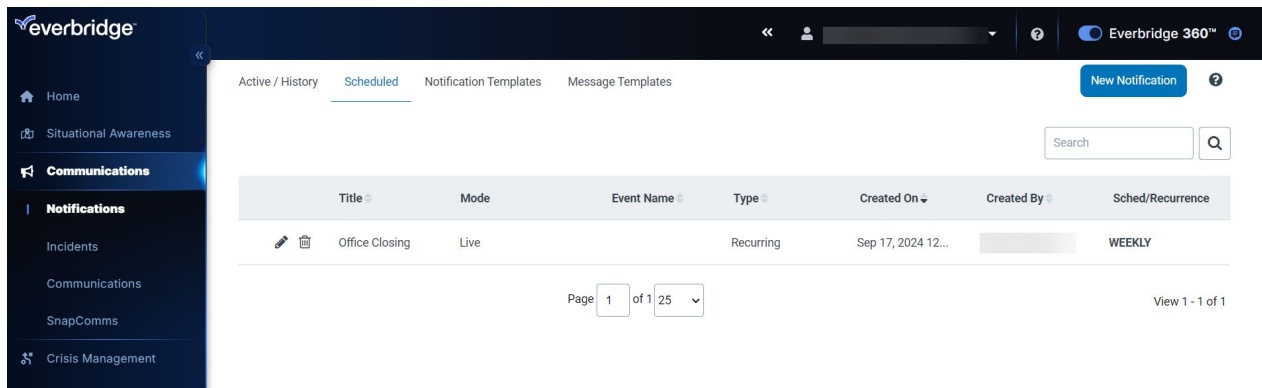 everbridge™
«
« Everbridge 360™
Home
Situational Awareness
Communications
Notifications
Incidents
Communications
SnapComms
Crisis Management
Active / History Scheduled Notification Templates Message Templates New Notification
Search
Title Mode Event Name Type Created On Created By Sched/Recurrence
Office Closing Live Recurring Sep 17, 2024 12... WEEKLY
Page 1 of 1 25 View 1 - 1 of 1